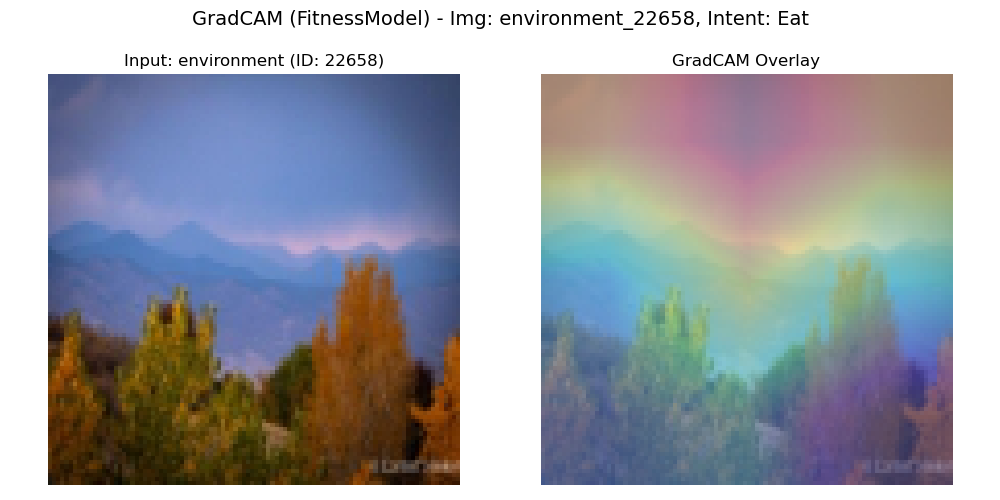 GradCAM (FitnessModel) - Img: environment_22658, Intent: Eat
Input: environment (ID: 22658)
GradCAM Overlay